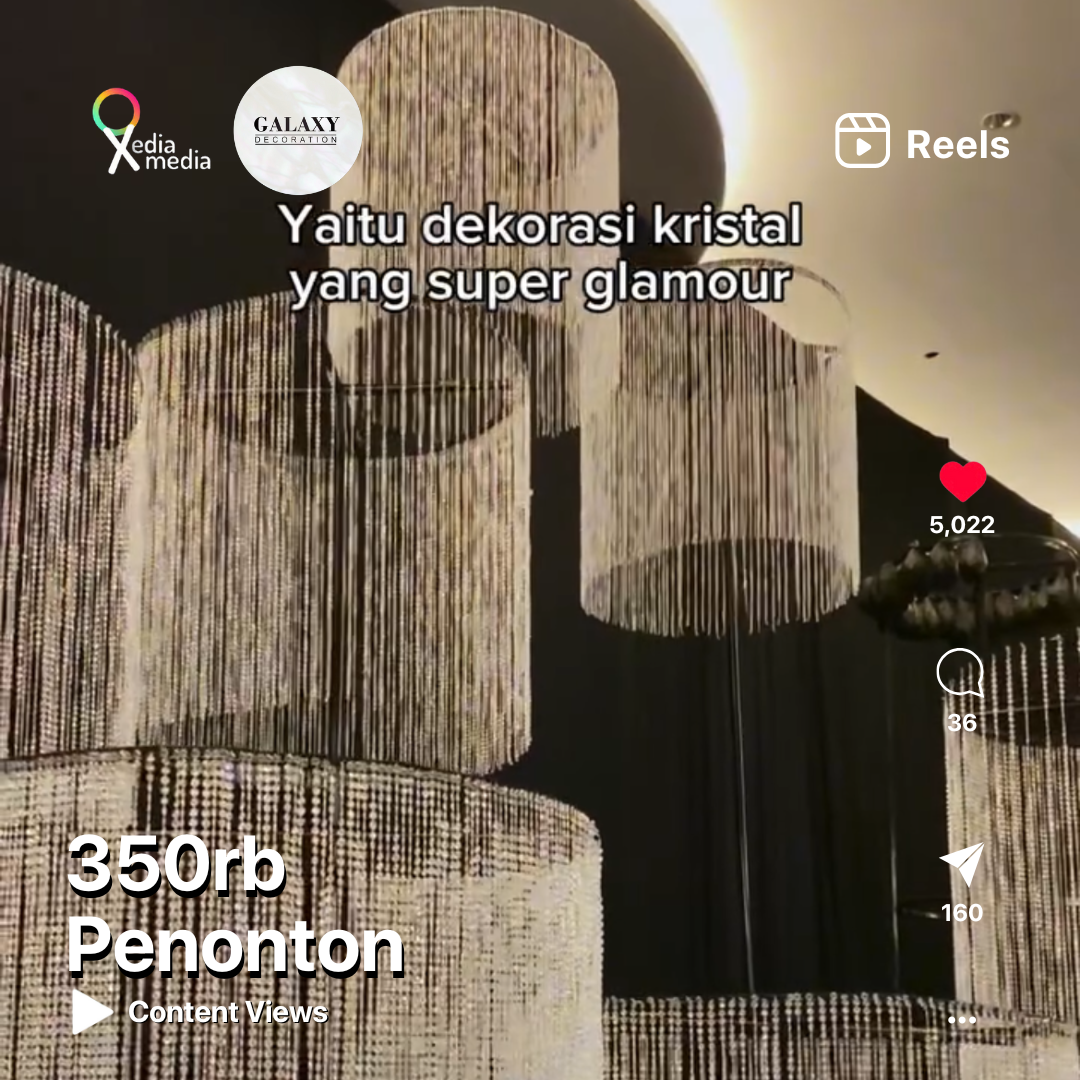 Xedia
media
GALAXY
DECORATION
Reels
Yaitu dekorasi kristal
yang super glamour
5,022
36
160
350rb
Penonton
Content Views